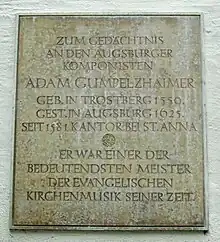 ZUM GEDÄCHTNIS
AN DEN AUGSBURGER
KOMPONISTEN
ADAM GUMPELZHAIMER
GEB. IN TROSTBERG 1559.
GEST. IN AUGSBURG 1625.
SEIT 1581 KANTOR BEI ST. ANNA
ER WAR EINER DER
BEDEUTENDSTEN MEISTER
DER EVANGELISCHEN
KIRCHENMUSIK SEINER ZEIT.